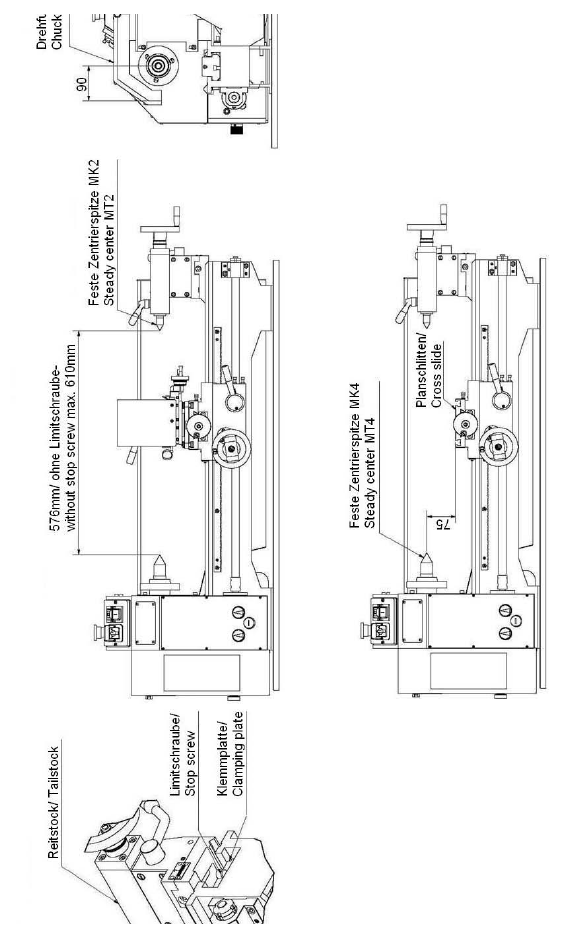 Reitstock/ Tailstock
Limitschraube/
Stop screw
Klemmplatte/
Clamping plate
576mm/ ohne Limitschraube-
without stop screw max. 610mm
Feste Zentrierspitze MK2
Steady center MT2
Chuck
90
Feste Zentrierspitze MK4
Steady center MT4
75
Planschlitten/
Cross slide